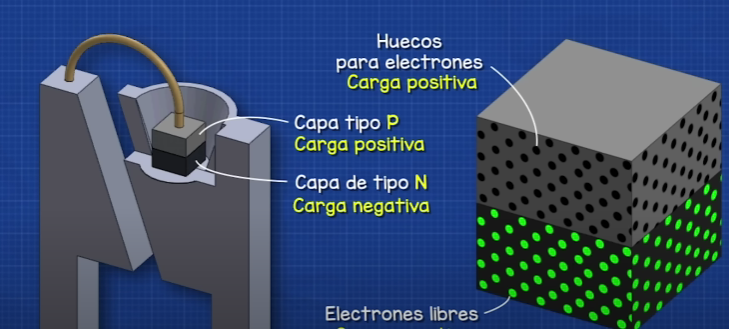 Huecos
para electrones
Carga positiva
Capa tipo P
Carga positiva
Capa de tipo N
Carga negativa
Electrones libres